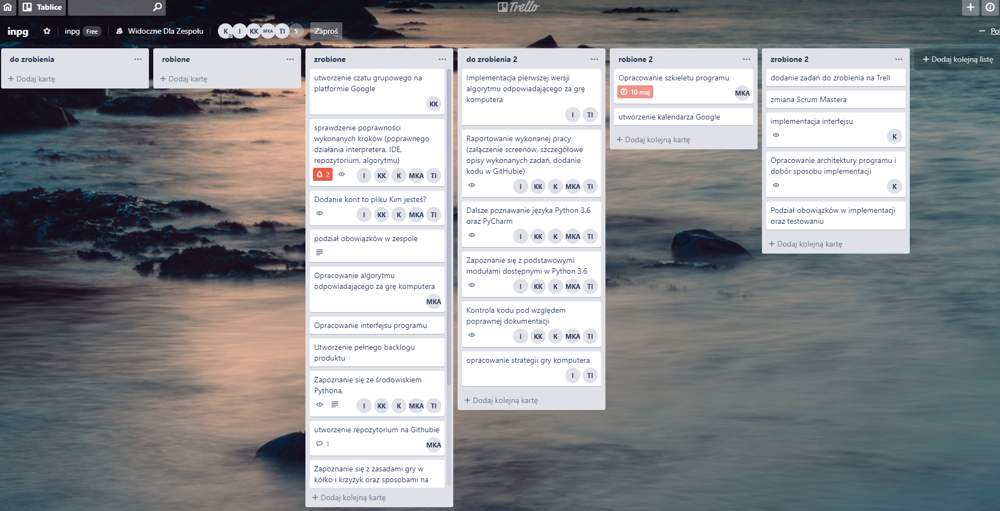 Tablice
Trello
inpg
inpg Free
Widoczne Dla Zespołu
K I KK MKA TI 5
Zaproś
do zrobienia
+ Dodaj kartę
robione
+ Dodaj kartę
zrobione
utworzenie czatu grupowego na
platformie Google
KK
sprawdzenie poprawności
wykonanych kroków (poprawnego
działania interpretera, IDE,
repozytorium, algorytmu)
2 I KK K MKA TI
Dodanie kont to pliku Kim jesteś?
I KK K MKA TI
podział obowiązków w zespole
Opracowanie algorytmu
odpowiadającego za grę komputera
MKA
Opracowanie interfejsu programu
Utworzenie pełnego backlogu
produktu
Zapoznanie się ze środowiskiem
Pythona,
I KK K MKA TI
utworzenie repozytorium na Githubie
1 MKA
Zapoznanie się z zasadami gry w
kółko i krzyżyk oraz sposobami na
+ Dodaj kolejną kartę
do zrobienia 2
Implementacja pierwszej wersji
algorytmu odpowiadającego za grę
komputera
I TI
Raportowanie wykonanej pracy
(załączenie screenów, szczegółowe
opisy wykonanych zadań, dodanie
kodu w GitHubie)
I KK K MKA TI
Dalsze poznawanie języka Python 3.6
oraz PyCharm
I KK K MKA TI
Zapoznanie się z podstawowymi
modułami dostępnymi w Python 3.6
I KK K MKA TI
Kontrola kodu pod względem
poprawnej dokumentacji
I KK K MKA TI
opracowanie strategii gry komputera
I TI
+ Dodaj kolejną kartę
robione 2
Opracowanie szkieletu programu
10 maj MKA
utworzenie kalendarza Google
+ Dodaj kolejną kartę
zrobione 2
dodanie zadań do zrobienia na Trell
zmiana Scrum Mastera
implementacja interfejsu
K
Opracowanie architektury programu i
dobór sposobu implementacji
K
Podział obowiązków w implementacji
oraz testowaniu
+ Dodaj kolejną kartę
+ Dodaj kolejną listę